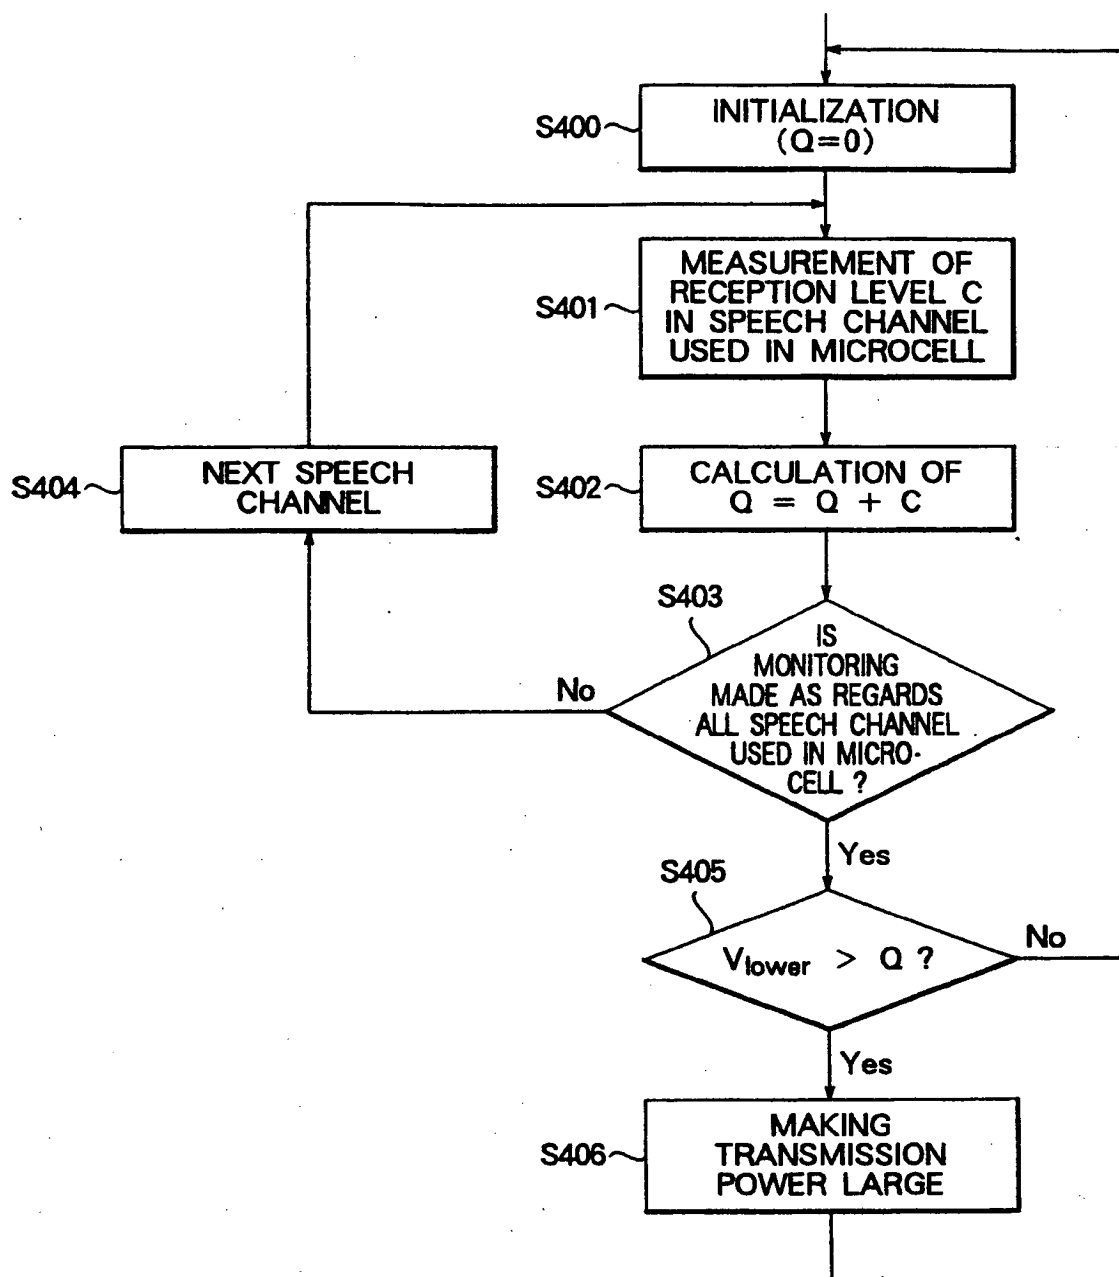 S400
INITIALIZATION
(Q=0)
S401
MEASUREMENT OF
RECEPTION LEVEL C
IN SPEECH CHANNEL
USED IN MICROCELL
S404
NEXT SPEECH
CHANNEL
S402
CALCULATION OF
Q = Q + C
S403
No
IS
MONITORING
MADE AS REGARDS
ALL SPEECH CHANNEL
USED IN MICRO-
CELL ?
Yes
S405
Vlower > Q ?
No
Yes
S406
MAKING
TRANSMISSION
POWER LARGE